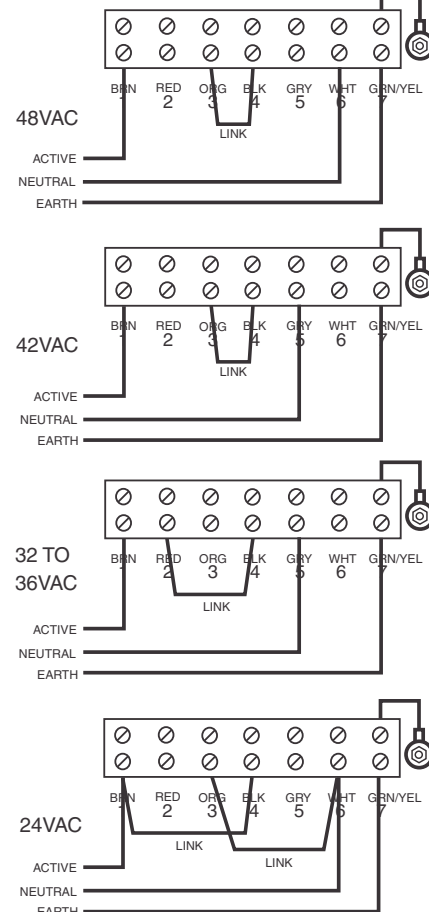 BRN RED ORG BLK GRY WHT GRN/YEL
1 2 3 4 5 6 7
48VAC
LINK
ACTIVE
NEUTRAL
EARTH
BRN RED ORG BLK GRY WHT GRN/YEL
1 2 3 4 5 6 7
42VAC
LINK
ACTIVE
NEUTRAL
EARTH
BRN RED ORG BLK GRY WHT GRN/YEL
1 2 3 4 5 6 7
32 TO
36VAC
LINK
ACTIVE
NEUTRAL
EARTH
BRN RED ORG BLK GRY WHT GRN/YEL
1 2 3 4 5 6 7
24VAC
LINK
LINK
ACTIVE
NEUTRAL
EARTH